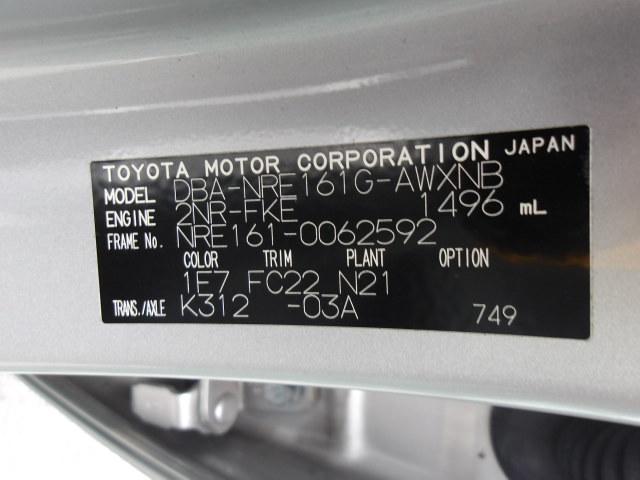 TOYOTA MOTOR CORPORATION JAPAN
MODEL DBA-NRE161G-AWXNB
ENGINE 2NR-FKE 1496 mL
FRAME No. NRE161-0062592
COLOR TRIM PLANT OPTION
1E7 FC22 N21
TRANS./AXLE K312 -03A 749